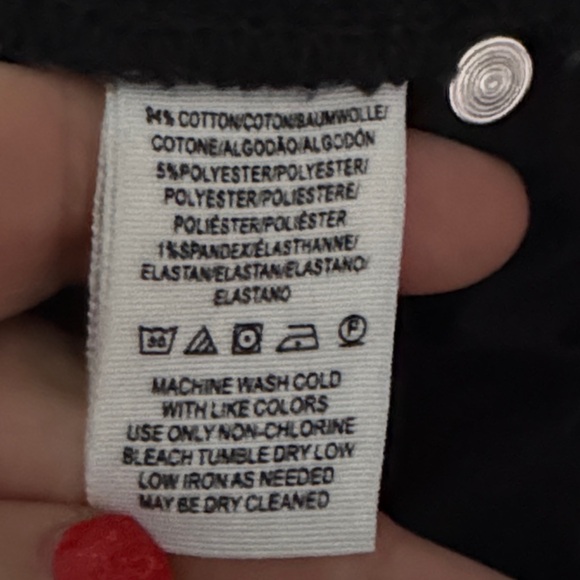 94% COTTON/COTON/BAUMWOLLE/
COTONE/ALGODÃO/ALGODÓN
5%POLYESTER/POLYESTER/
POLYESTER/POLIESTERE/
POLIÉSTER/POLIÉSTER
1%SPANDEX/ÉLASTHANNE/
ELASTAN/ELASTAN/ELASTANO/
ELASTANO
30 P
MACHINE WASH COLD
WITH LIKE COLORS
USE ONLY NON-CHLORINE
BLEACH TUMBLE DRY LOW
LOW IRON AS NEEDED
MAY BE DRY CLEANED